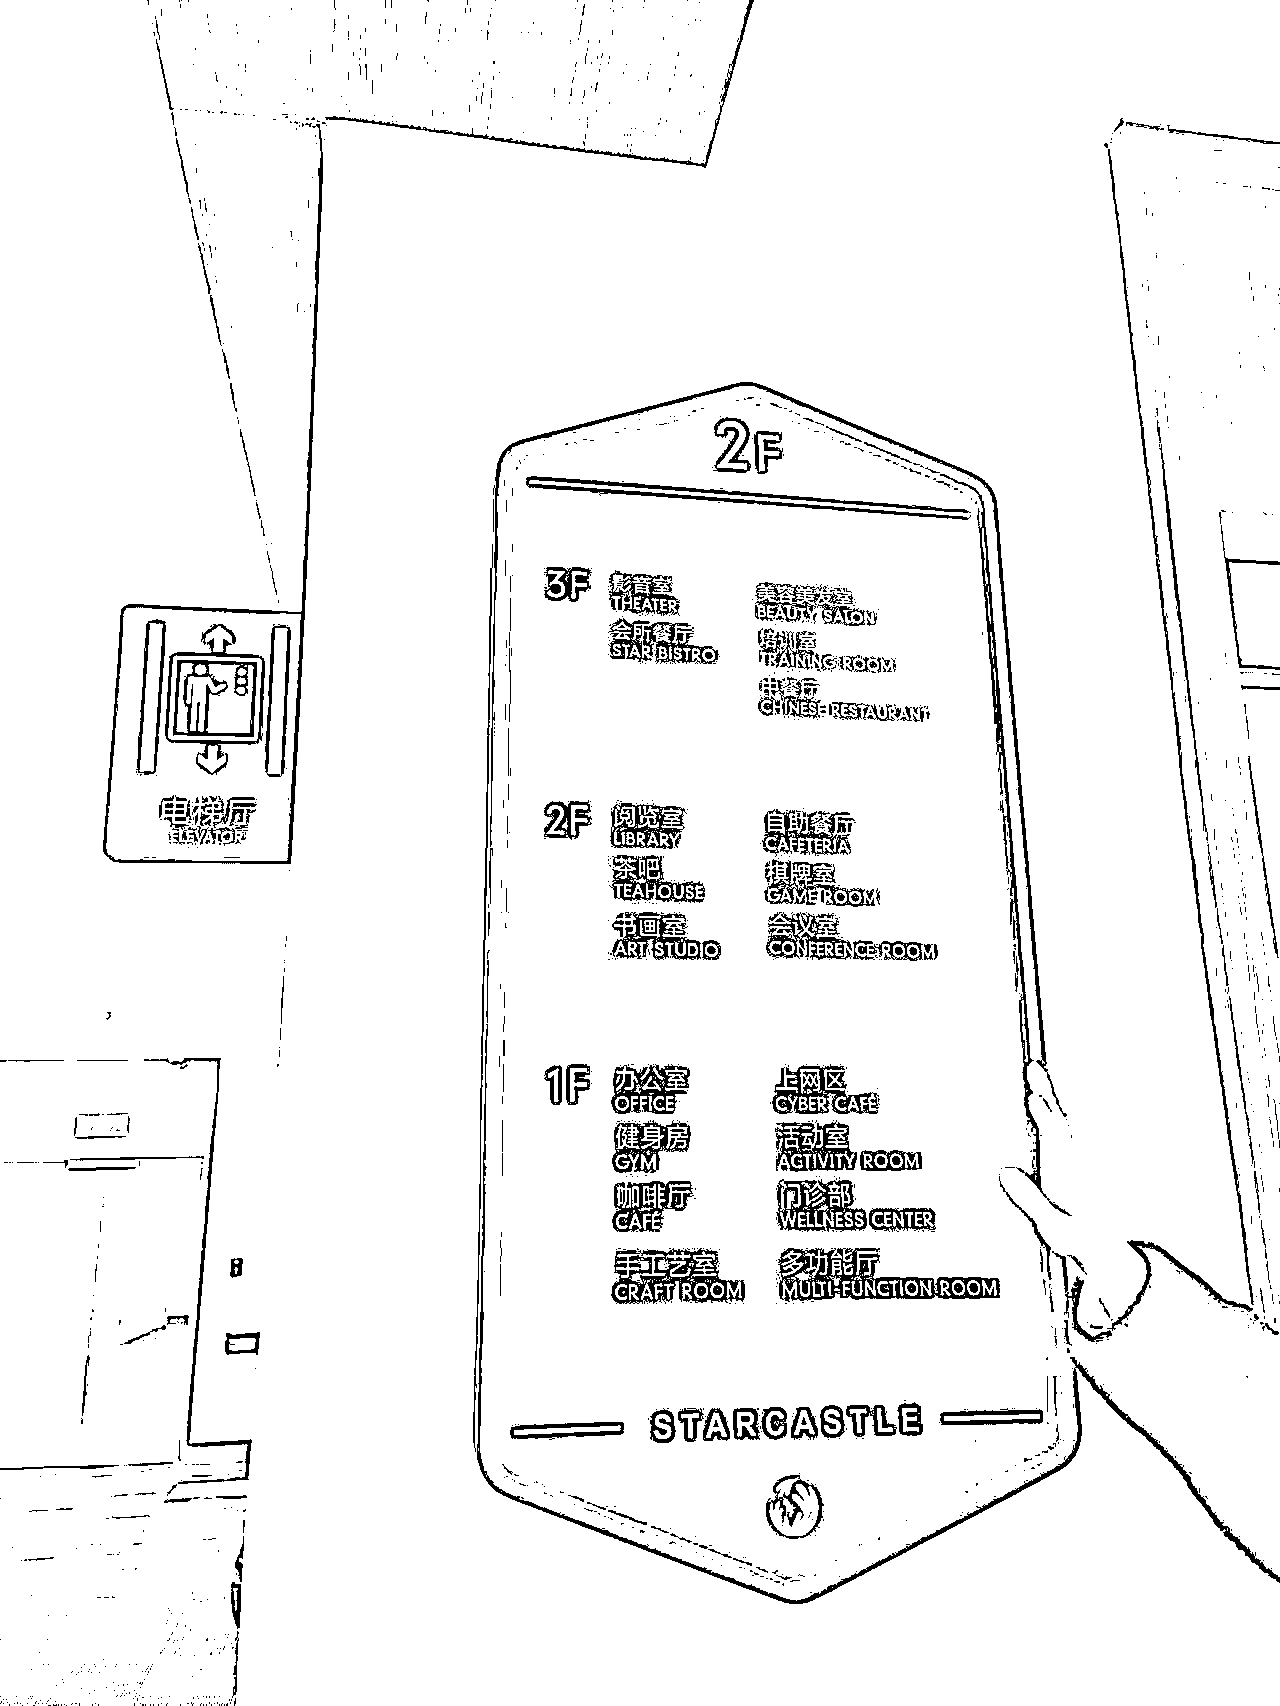 2F
3F
影音室
THEATER
会所餐厅
STAR BISTRO
美容美发室
BEAUTY SALON
培训室
TRAINING ROOM
中餐厅
CHINESE RESTAURANT
2F
阅览室
LIBRARY
茶吧
TEAHOUSE
书画室
ART STUDIO
自助餐厅
CAFETERIA
棋牌室
GAME ROOM
会议室
CONFERENCE ROOM
1F
办公室
OFFICE
健身房
GYM
咖啡厅
CAFE
手工艺室
CRAFT ROOM
上网区
CYBER CAFE
活动室
ACTIVITY ROOM
门诊部
WELLNESS CENTER
多功能厅
MULTI-FUNCTION ROOM
STARCASTLE
电梯厅
ELEVATOR